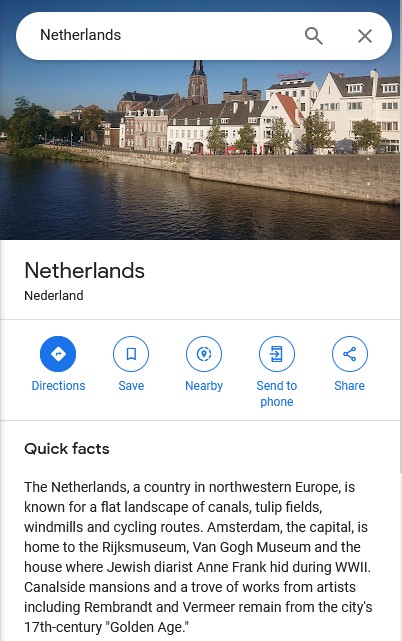 Netherlands
Netherlands
Nederland
Directions
Save
Nearby
Send to
phone
Share
Quick facts
The Netherlands, a country in northwestern Europe, is
known for a flat landscape of canals, tulip fields,
windmills and cycling routes. Amsterdam, the capital, is
home to the Rijksmuseum, Van Gogh Museum and the
house where Jewish diarist Anne Frank hid during WWII.
Canalside mansions and a trove of works from artists
including Rembrandt and Vermeer remain from the city's
17th-century "Golden Age."